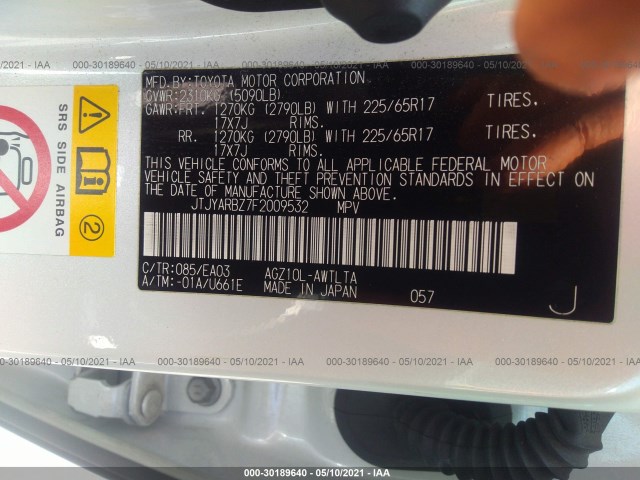 000-30189640 - 05/10/2021 - IAA
SRS SIDE AIRBAG
2
MFD.BY:TOYOTA MOTOR CORPORATION
GVWR:2310KG (5090LB)
GAWR:FRT. 1270KG (2790LB) WITH 225/65R17 TIRES.
17X7J RIMS.
RR. 1270KG (2790LB) WITH 225/65R17 TIRES.
17X7J RIMS.
THIS VEHICLE CONFORMS TO ALL APPLICABLE FEDERAL MOTOR
VEHICLE SAFETY AND THEFT PREVENTION STANDARDS IN EFFECT ON
THE DATE OF MANUFACTURE SHOWN ABOVE.
JTJYARBZ7F2009532 MPV
C/TR:085/EA03 AGZ10L-AWTLTA
A/TM:-01A/U661E MADE IN JAPAN 057 J
000-30189640 - 05/10/2021 - IAA